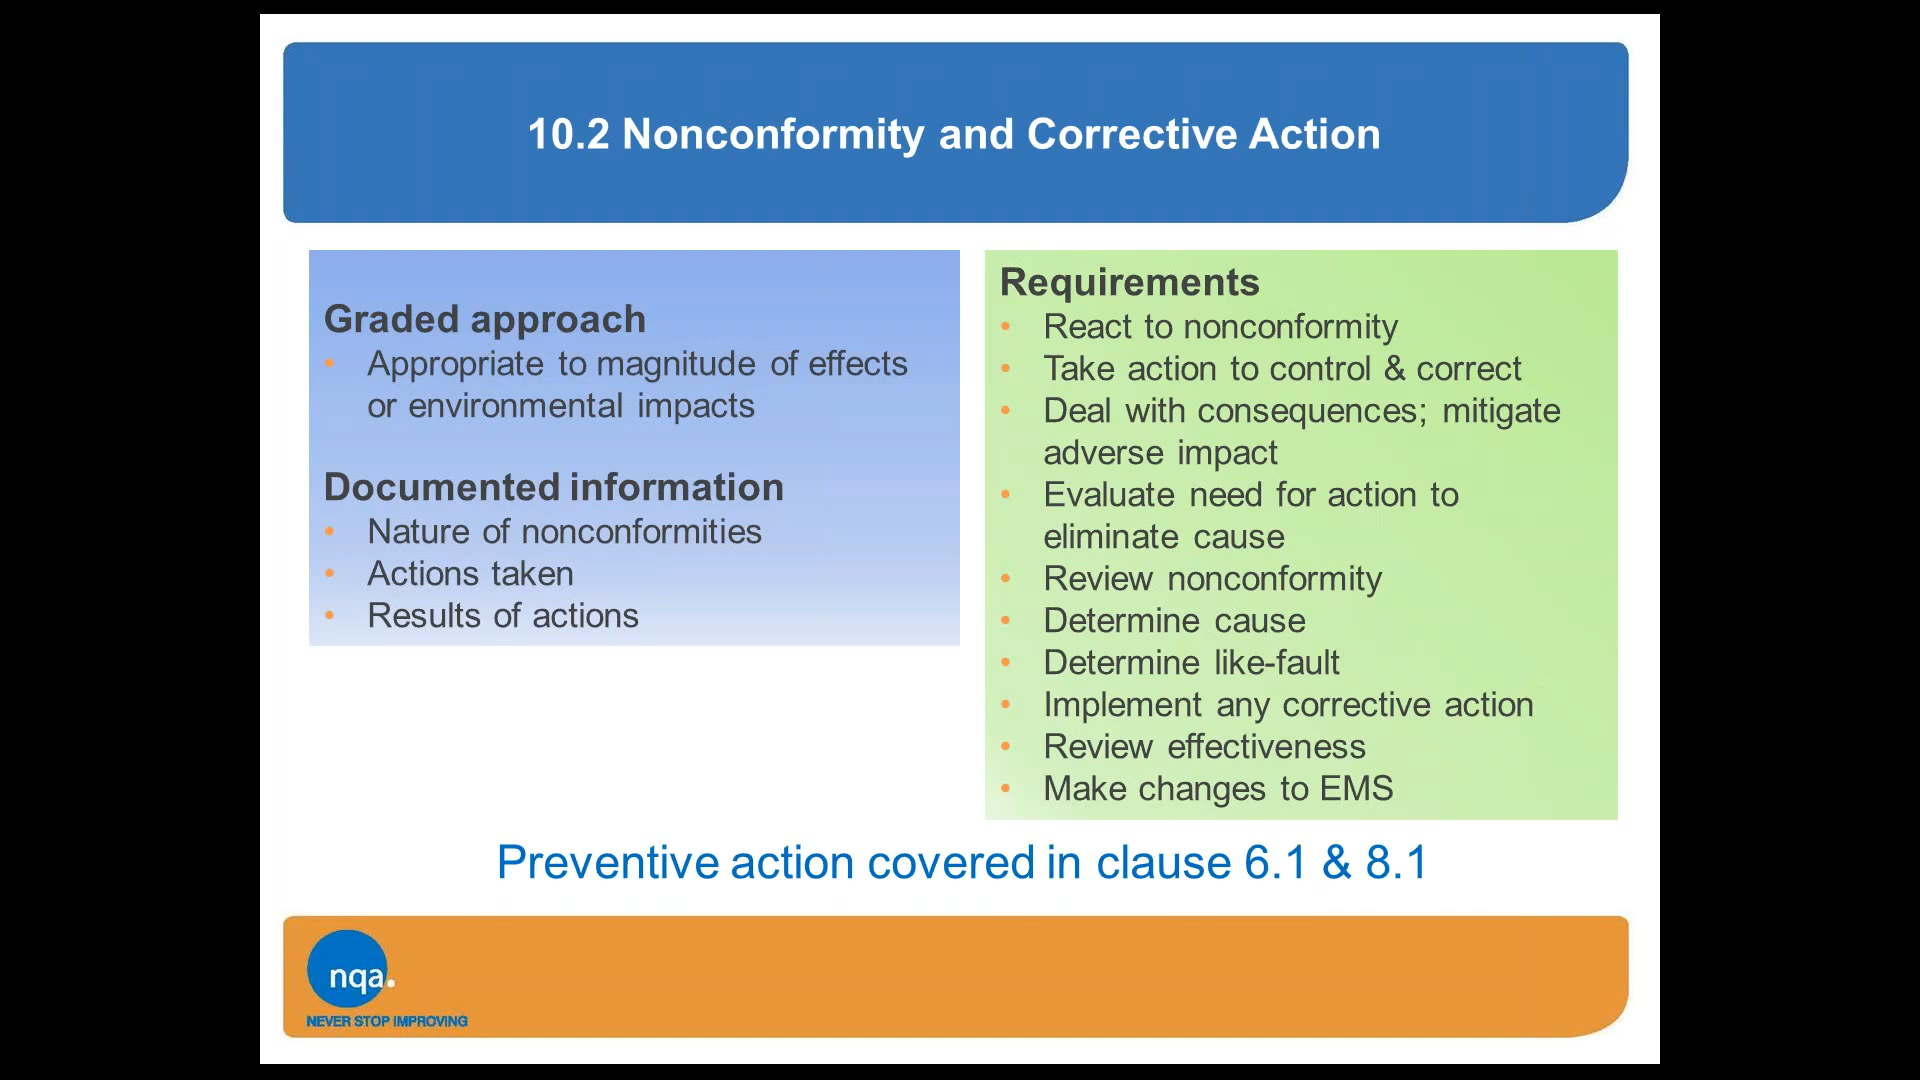 10.2 Nonconformity and Corrective Action
Graded approach
• Appropriate to magnitude of effects
or environmental impacts
Documented information
• Nature of nonconformities
• Actions taken
• Results of actions
Requirements
• React to nonconformity
• Take action to control & correct
• Deal with consequences; mitigate
adverse impact
• Evaluate need for action to
eliminate cause
• Review nonconformity
• Determine cause
• Determine like-fault
• Implement any corrective action
• Review effectiveness
• Make changes to EMS
Preventive action covered in clause 6.1 & 8.1
nqa.
NEVER STOP IMPROVING